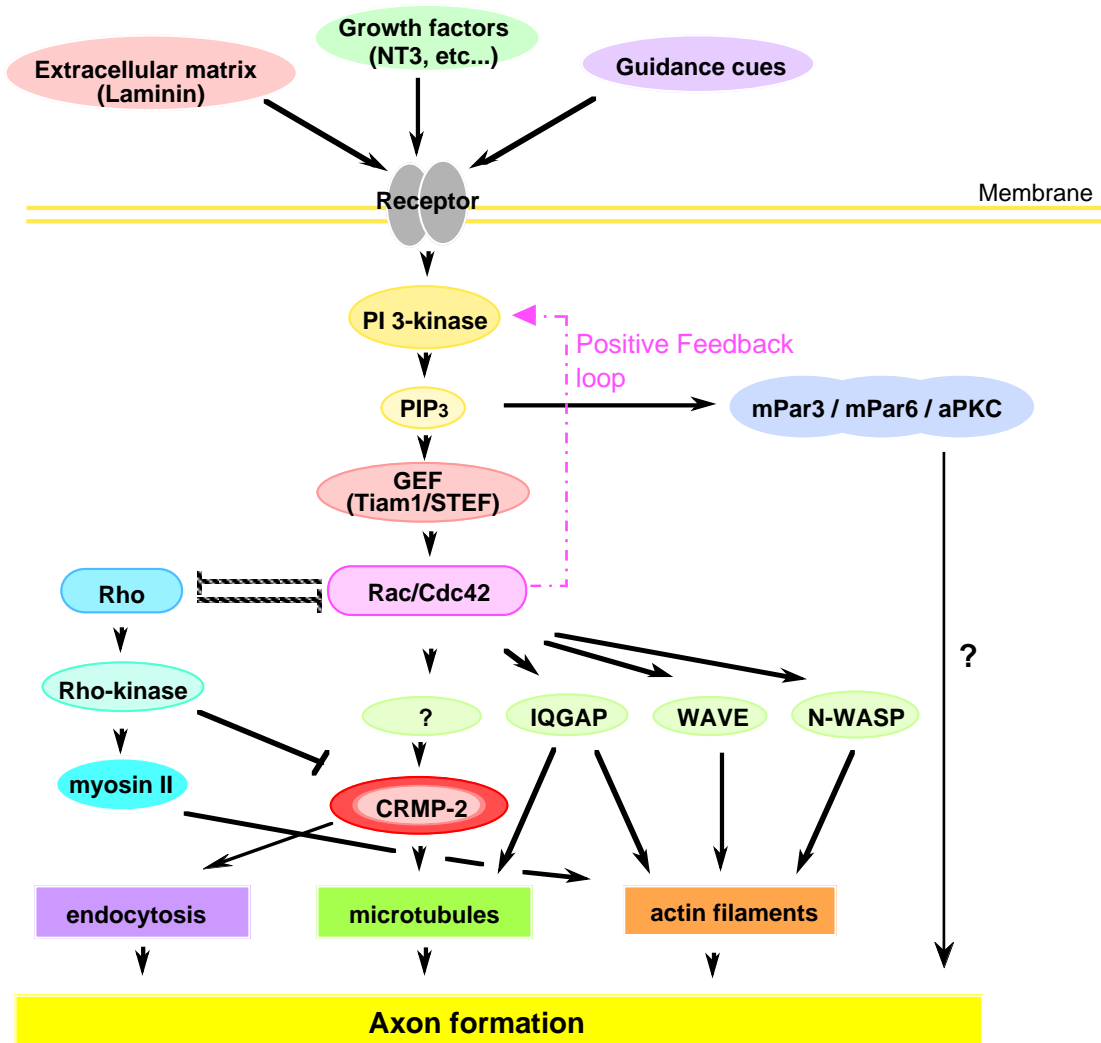 Growth factors
(NT3, etc...)
Extracellular matrix
(Laminin)
Guidance cues
Receptor
Membrane
PI 3-kinase
Positive Feedback
loop
PIP3
mPar3 / mPar6 / aPKC
GEF
(Tiam1/STEF)
Rho
Rac/Cdc42
?
Rho-kinase
?
IQGAP
WAVE
N-WASP
myosin II
CRMP-2
endocytosis
microtubules
actin filaments
Axon formation